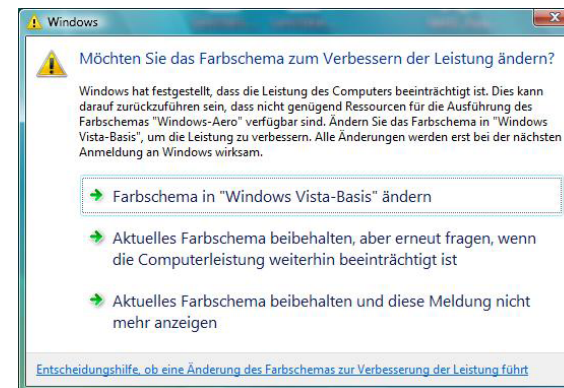 Windows
Möchten Sie das Farbschema zum Verbessern der Leistung ändern?
Windows hat festgestellt, dass die Leistung des Computers beeinträchtigt ist. Dies kann
darauf zurückzuführen sein, dass nicht genügend Ressourcen für die Ausführung des
Farbschemas "Windows-Aero" verfügbar sind. Ändern Sie das Farbschema in "Windows
Vista-Basis", um die Leistung zu verbessern. Alle Änderungen werden erst bei der nächsten
Anmeldung an Windows wirksam.
Farbschema in "Windows Vista-Basis" ändern
Aktuelles Farbschema beibehalten, aber erneut fragen, wenn
die Computerleistung weiterhin beeinträchtigt ist
Aktuelles Farbschema beibehalten und diese Meldung nicht
mehr anzeigen
Entscheidungshilfe, ob eine Änderung des Farbschemas zur Verbesserung der Leistung führt